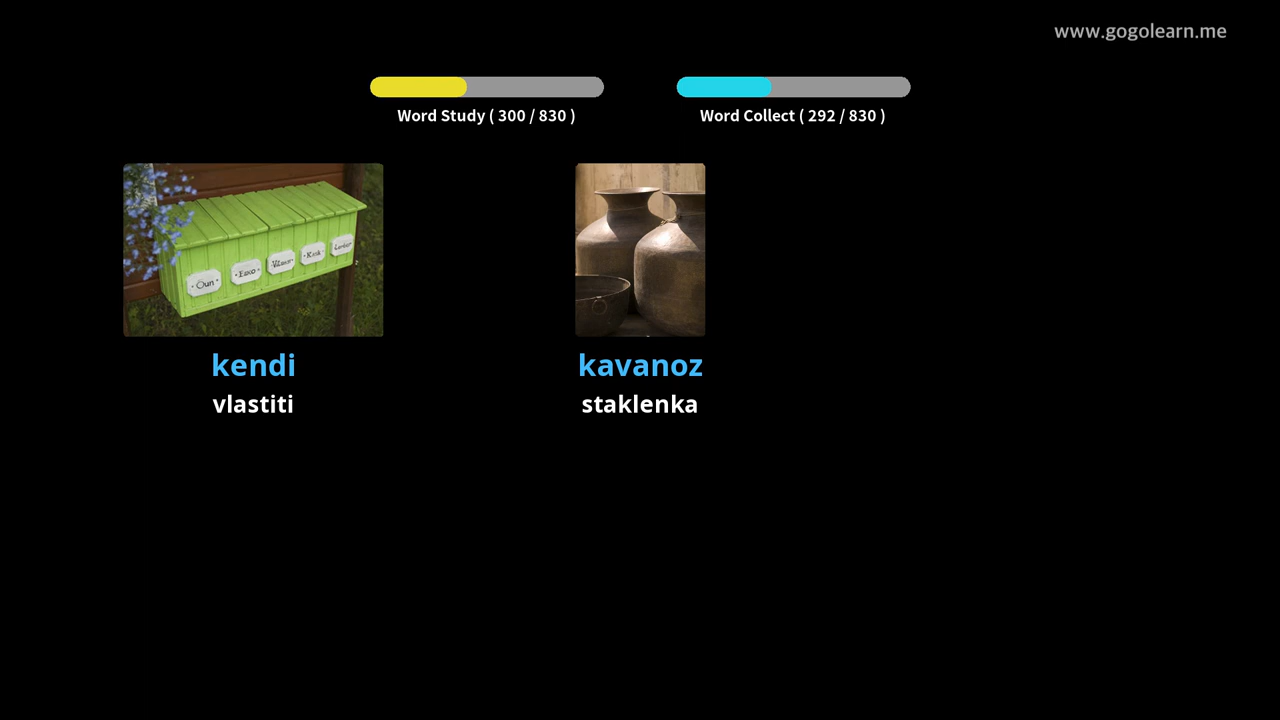 www.gogolearn.me
Word Study ( 300 / 830 )
Word Collect ( 292 / 830 )
kendi
vlastiti
kavanoz
staklenka